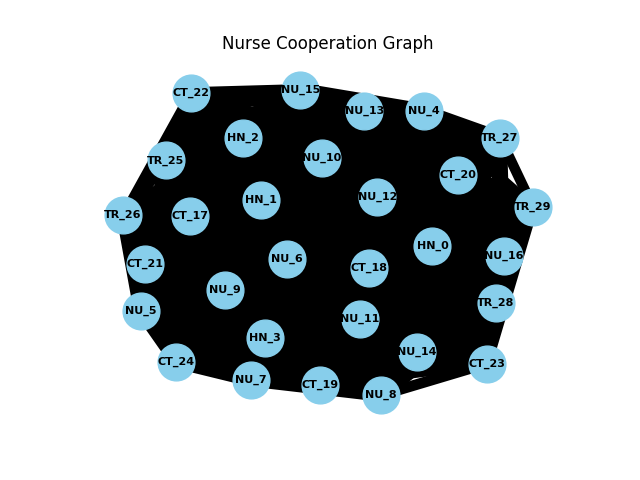 Nurse Cooperation Graph
CT_22
NU_15
NU_13
NU_4
HN_2
TR_27
TR_25
NU_10
CT_20
HN_1
NU_12
TR_29
TR_26
CT_17
HN_0
NU_16
CT_21
NU_6
CT_18
NU_9
TR_28
NU_5
NU_11
HN_3
NU_14
CT_24
CT_23
NU_7
CT_19
NU_8